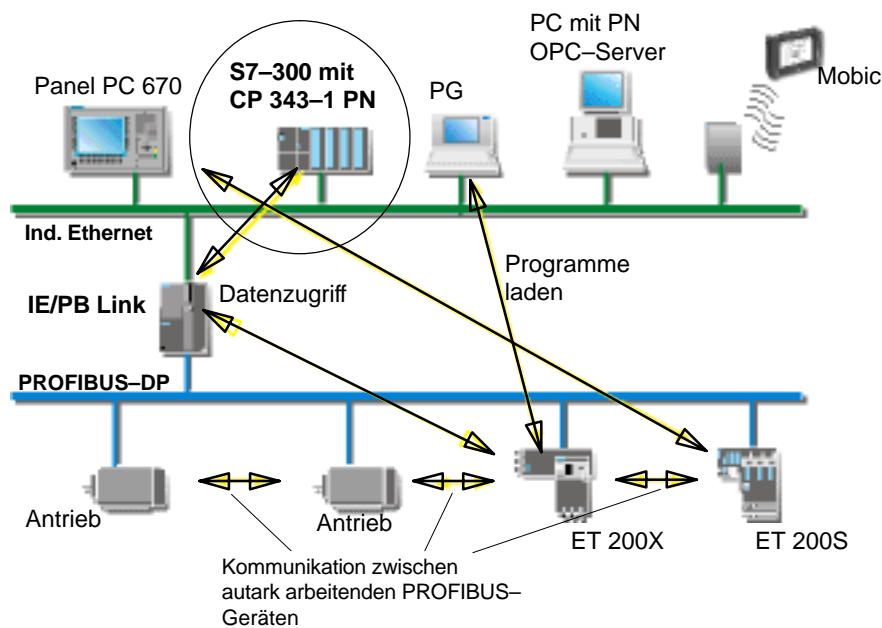 PC mit PN
OPC–Server
S7–300 mit
CP 343–1 PN
Panel PC 670
PG
Mobic
Ind. Ethernet
Programme
laden
IE/PB Link
Datenzugriff
PROFIBUS–DP
Antrieb
Antrieb
ET 200X
ET 200S
Kommunikation zwischen
autark arbeitenden PROFIBUS–
Geräten